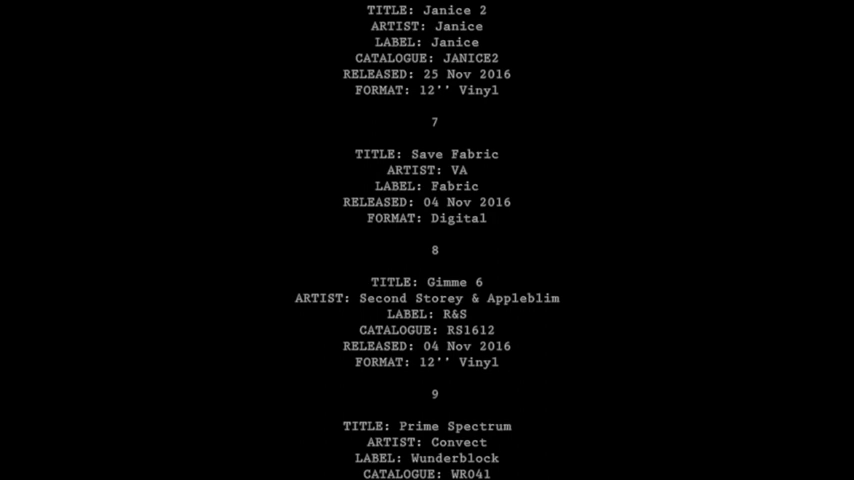 TITLE: Janice 2
ARTIST: Janice
LABEL: Janice
CATALOGUE: JANICE2
RELEASED: 25 Nov 2016
FORMAT: 12'' Vinyl
7
TITLE: Save Fabric
ARTIST: VA
LABEL: Fabric
RELEASED: 04 Nov 2016
FORMAT: Digital
8
TITLE: Gimme 6
ARTIST: Second Storey & Appleblim
LABEL: R&S
CATALOGUE: RS1612
RELEASED: 04 Nov 2016
FORMAT: 12'' Vinyl
9
TITLE: Prime Spectrum
ARTIST: Convect
LABEL: Wunderblock
CATALOGUE: WR041